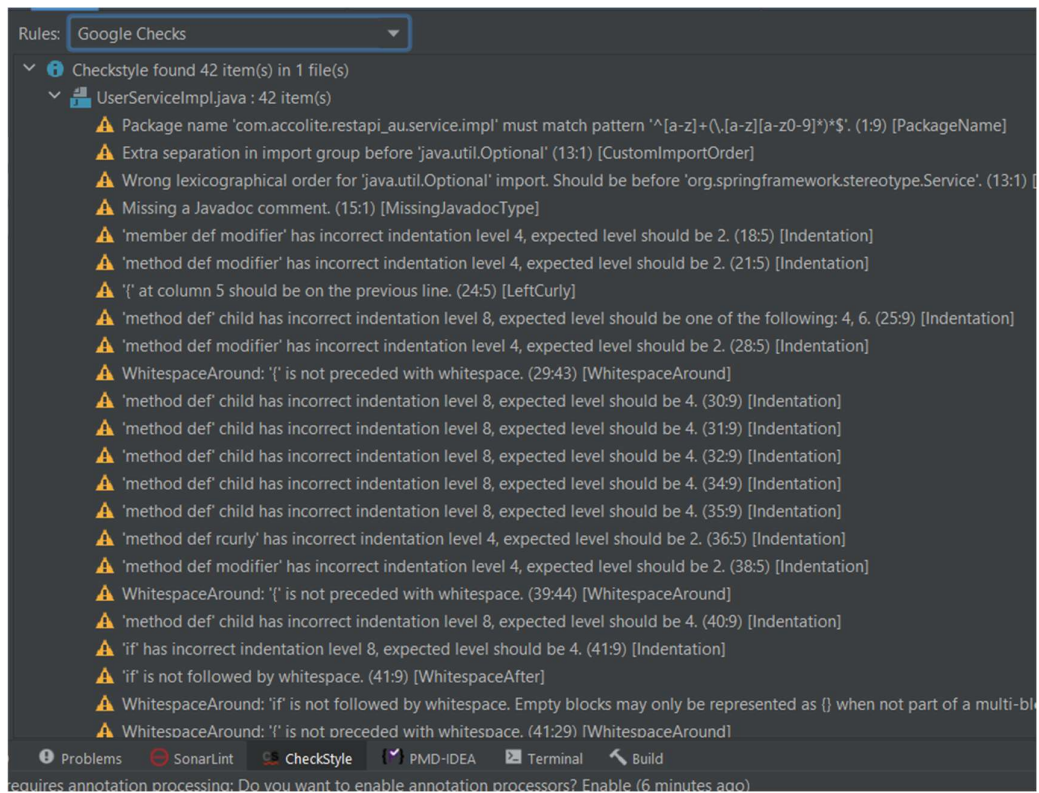 Rules: Google Checks
Checkstyle found 42 item(s) in 1 file(s)
UserServiceImpl.java : 42 item(s)
Package name 'com.accolite.restapi_au.service.impl' must match pattern '^[a-z]+(\.[a-z][a-z0-9]*)*$'. (1:9) [PackageName]
Extra separation in import group before 'java.util.Optional' (13:1) [CustomImportOrder]
Wrong lexicographical order for 'java.util.Optional' import. Should be before 'org.springframework.stereotype.Service'. (13:1) [
Missing a Javadoc comment. (15:1) [MissingJavadocType]
'member def modifier' has incorrect indentation level 4, expected level should be 2. (18:5) [Indentation]
'method def modifier' has incorrect indentation level 4, expected level should be 2. (21:5) [Indentation]
'{' at column 5 should be on the previous line. (24:5) [LeftCurly]
'method def' child has incorrect indentation level 8, expected level should be one of the following: 4, 6. (25:9) [Indentation]
'method def modifier' has incorrect indentation level 4, expected level should be 2. (28:5) [Indentation]
WhitespaceAround: '{' is not preceded with whitespace. (29:43) [WhitespaceAround]
'method def' child has incorrect indentation level 8, expected level should be 4. (30:9) [Indentation]
'method def' child has incorrect indentation level 8, expected level should be 4. (31:9) [Indentation]
'method def' child has incorrect indentation level 8, expected level should be 4. (32:9) [Indentation]
'method def' child has incorrect indentation level 8, expected level should be 4. (34:9) [Indentation]
'method def' child has incorrect indentation level 8, expected level should be 4. (35:9) [Indentation]
'method def rcurly' has incorrect indentation level 4, expected level should be 2. (36:5) [Indentation]
'method def modifier' has incorrect indentation level 4, expected level should be 2. (38:5) [Indentation]
WhitespaceAround: '{' is not preceded with whitespace. (39:44) [WhitespaceAround]
'method def' child has incorrect indentation level 8, expected level should be 4. (40:9) [Indentation]
'if' has incorrect indentation level 8, expected level should be 4. (41:9) [Indentation]
'if' is not followed by whitespace. (41:9) [WhitespaceAfter]
WhitespaceAround: 'if' is not followed by whitespace. Empty blocks may only be represented as {} when not part of a multi-bl
WhitespaceAround: '{' is not preceded with whitespace. (41:29) [WhitespaceAround]
Problems SonarLint CheckStyle PMD-IDEA Terminal Build
requires annotation processing: Do you want to enable annotation processors? Enable (6 minutes ago)